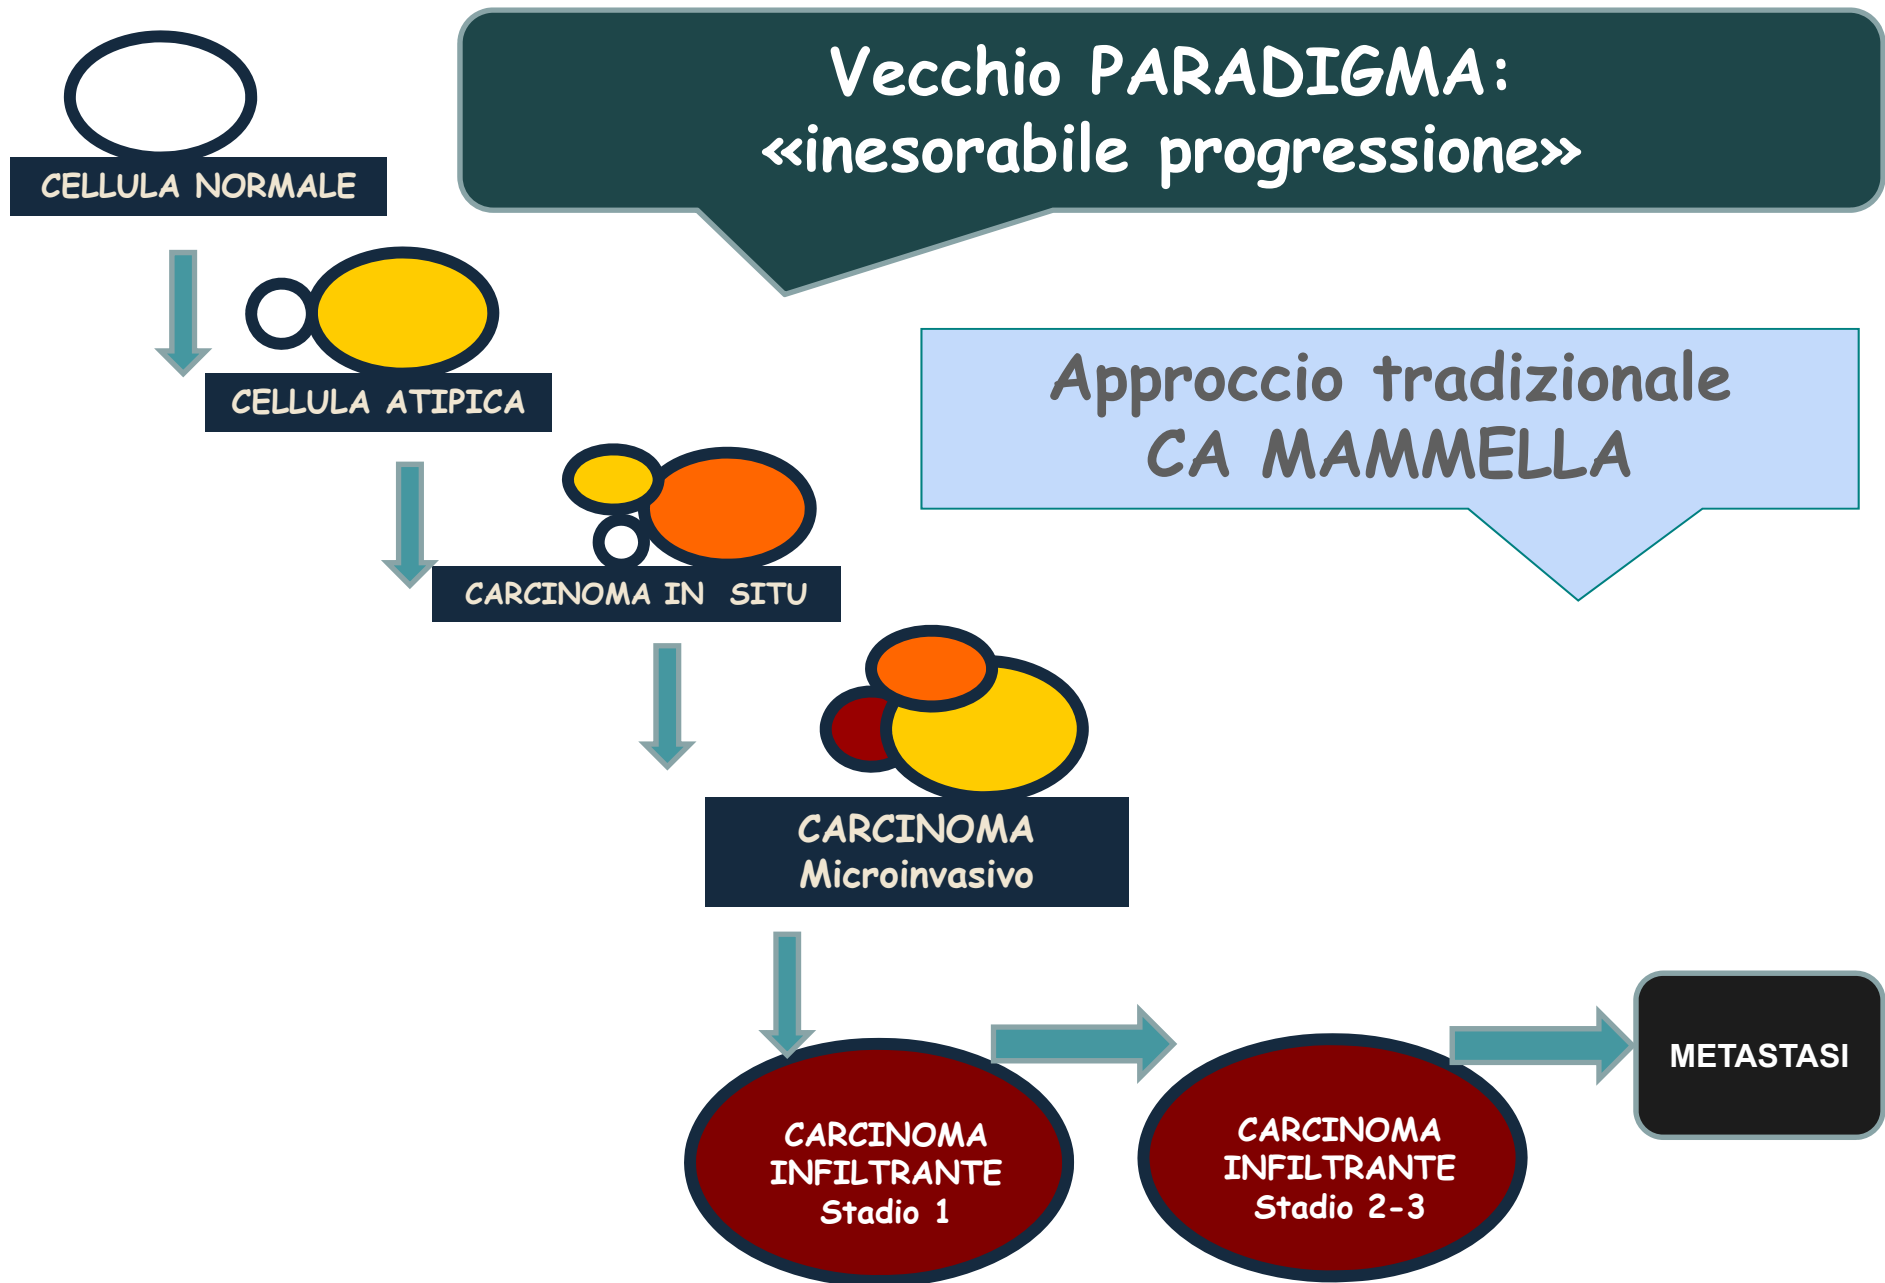 Vecchio PARADIGMA:
«inesorabile progressione»
CELLULA NORMALE
Approccio tradizionale
CA MAMMELLA
CELLULA ATIPICA
CARCINOMA IN SITU
CARCINOMA
Microinvasivo
CARCINOMA
INFILTRANTE
Stadio 1
CARCINOMA
INFILTRANTE
Stadio 2-3
METASTASI